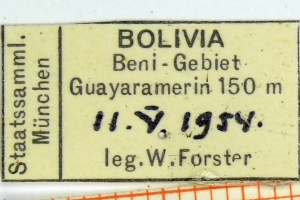 Staatssamml.
München
BOLIVIA
Beni-Gebiet
Guayaramerin 150 m
11.V.1954.
leg.W.Forster